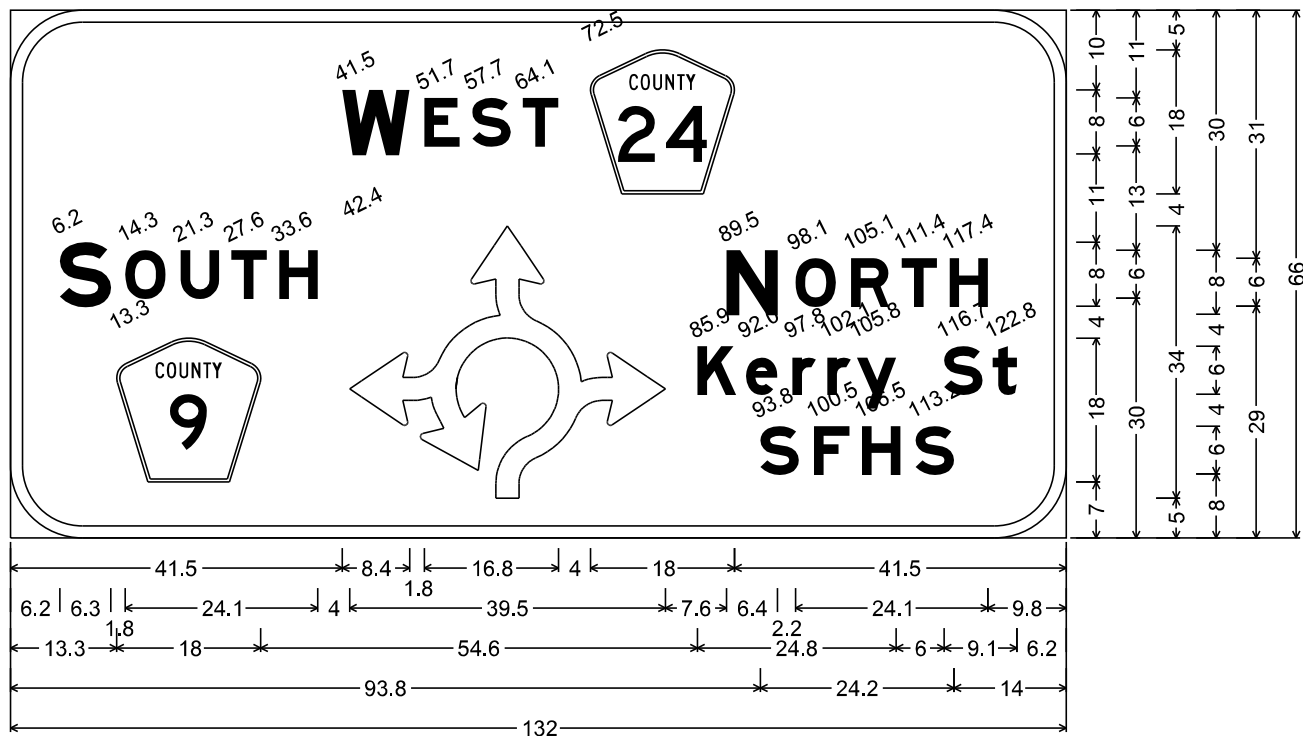 72.5
41.5 51.7 57.7 64.1
COUNTY
WEST 24
42.4
6.2 14.3 21.3 27.6 33.6
89.5 98.1 105.1 111.4 117.4
SOUTH NORTH
13.3
85.9 97.8 102.1 105.8 116.7 122.8
COUNTY
9
Kerry St
93.8 100.5
SFHS
10 8 11 8 4 18 7
11 6 13 6 30
5 18 4 34 5
30 8 4 6 4 6 8
31 6 29
66
41.5 8.4 1.8 16.8 4 18 41.5
6.2 6.3 1.8 24.1 4 39.5 7.6 6.4 2.2 24.1 9.8
13.3 18 54.6 24.8 6 9.1 6.2
93.8 24.2 14
132